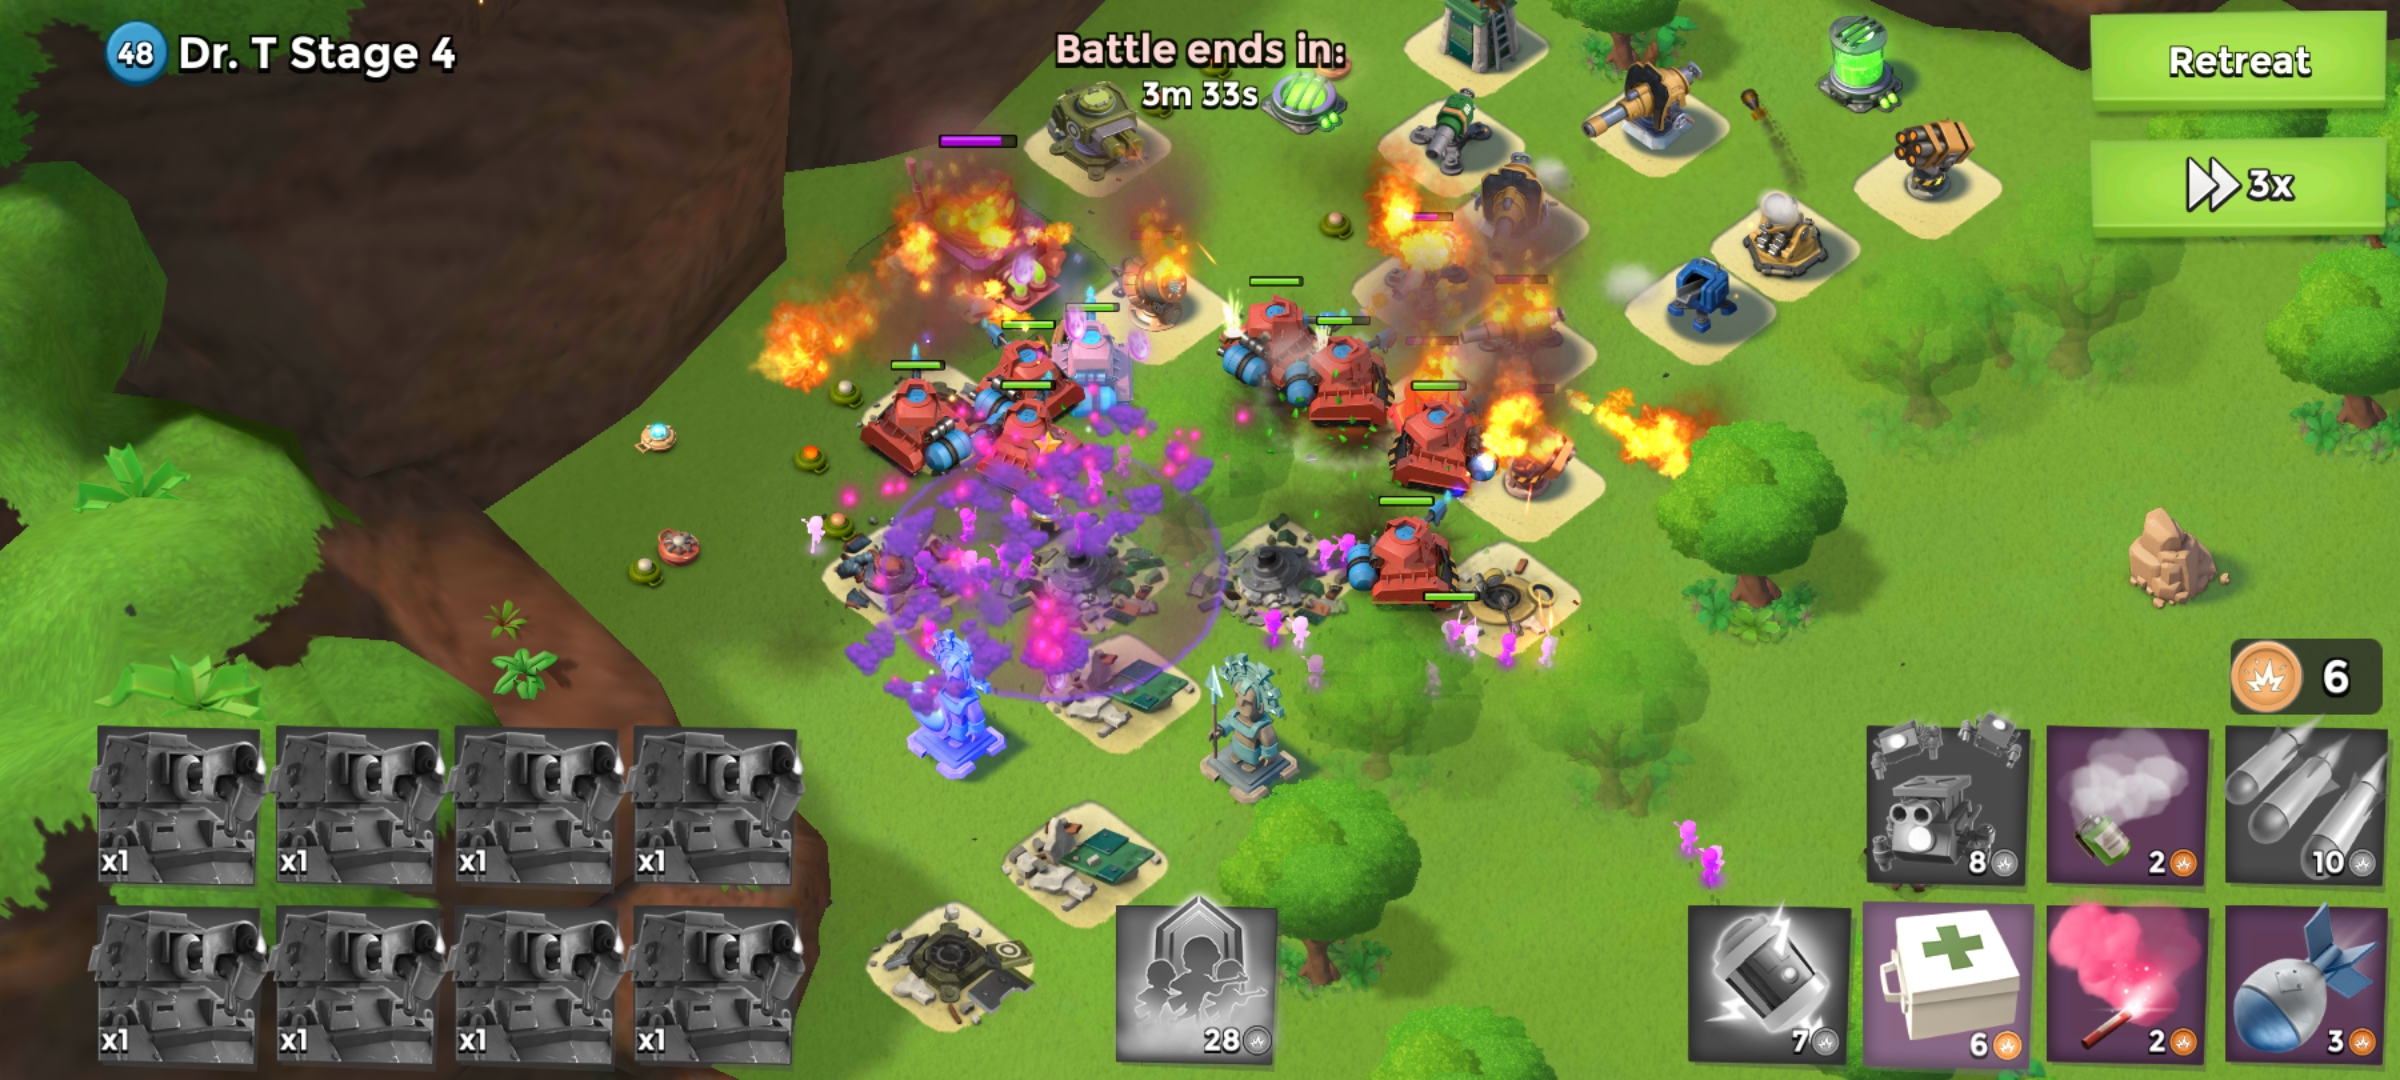 48 Dr. T Stage 4
Battle ends in:
3m 33s
Retreat
3x
6
x1 x1 x1 x1
8 2 10
x1 x1 x1 x1
28 7 6 2 3